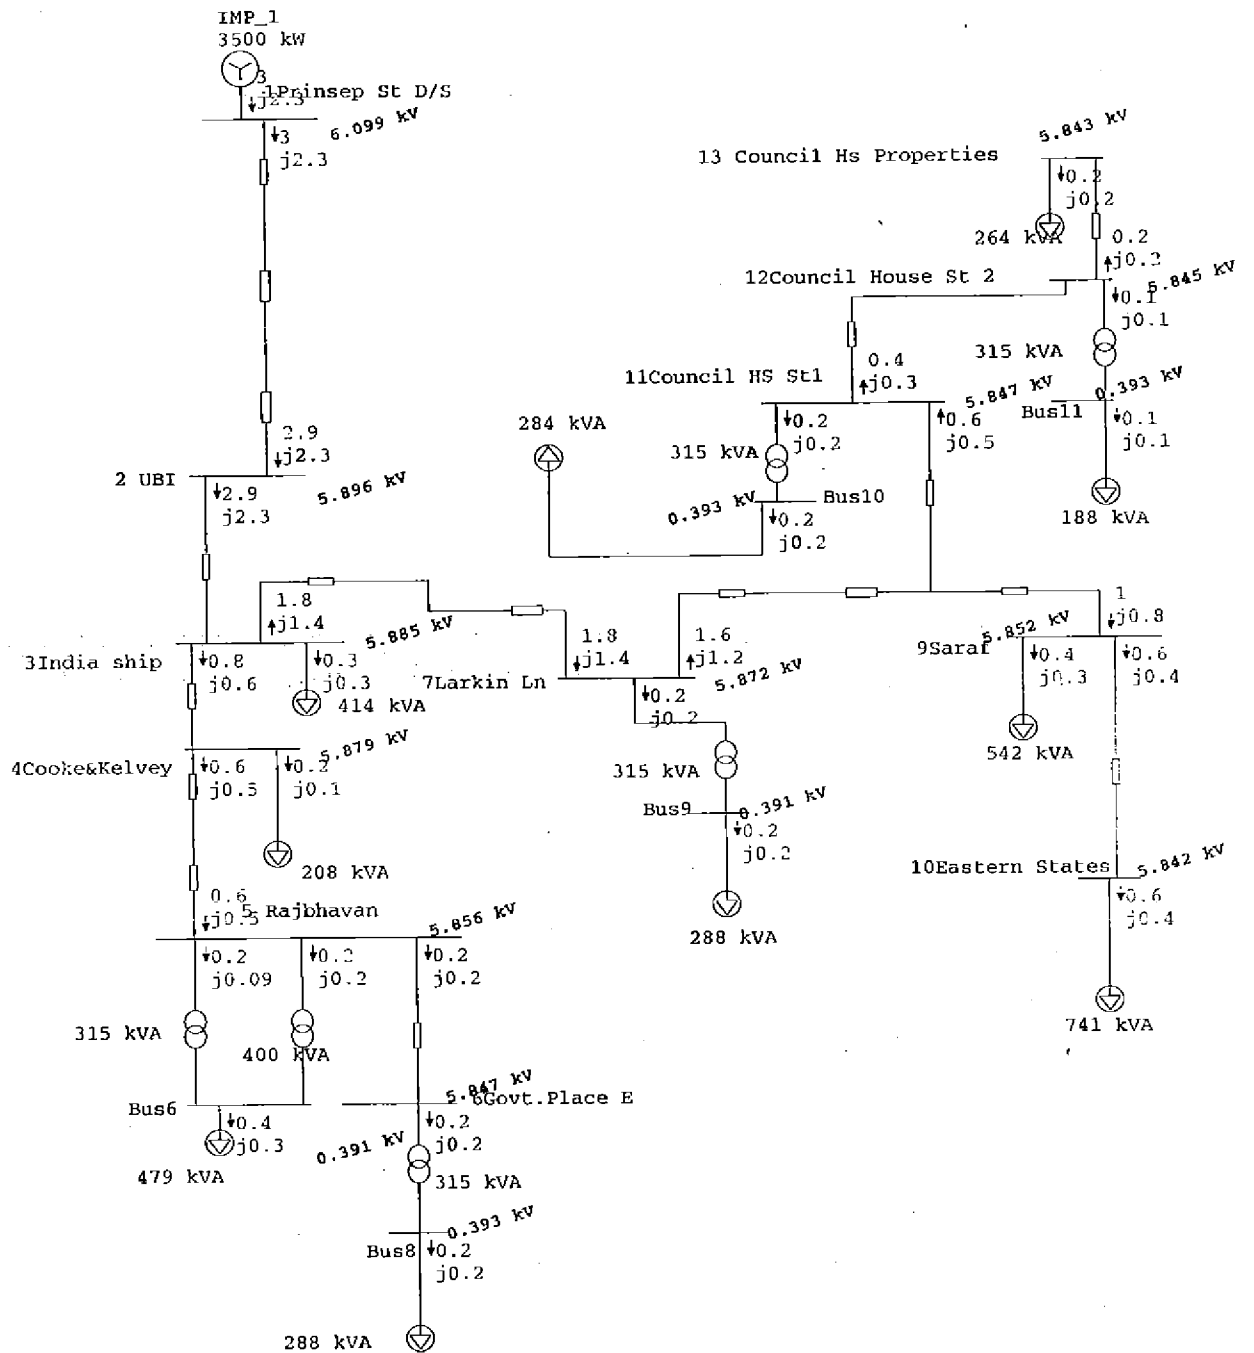 IMP_1
3500 kW
3
j2.3
1Prinsep St D/S
6.099 kV
3
j2.3
2.9
j2.3
2 UBI
5.896 kV
2.9
j2.3
1.8
j1.4
5.885 kV
3India ship
0.8
j0.6
0.3
j0.3
414 kVA
5.879 kV
4Cooke&Kelvey
0.6
j0.5
0.2
j0.1
208 kVA
0.6
j0.5
5 Rajbhavan
5.856 kV
0.2
j0.09
0.2
j0.2
0.2
j0.2
315 kVA
400 kVA
Bus6
0.4
j0.3
479 kVA
5.847 kV
6Govt.Place E
0.2
j0.2
0.391 kV
315 kVA
0.393 kV
Bus8
0.2
j0.2
288 kVA
1.8
j1.4
1.6
j1.2
7Larkin Ln
5.872 kV
0.2
j0.2
315 kVA
Bus9
0.391 kV
0.2
j0.2
288 kVA
5.843 kV
13 Council Hs Properties
0.2
j0.2
264 kVA
0.2
j0.2
12Council House St 2
5.845 kV
0.1
j0.1
315 kVA
0.393 kV
Bus11
0.1
j0.1
188 kVA
0.4
j0.3
11Council HS St1
5.847 kV
0.2
j0.2
0.6
j0.5
284 kVA
315 kVA
0.393 kV
Bus10
0.2
j0.2
1
j0.8
5.852 kV
9Saraf
0.4
j0.3
0.6
j0.4
542 kVA
10Eastern States
5.842 kV
0.6
j0.4
741 kVA